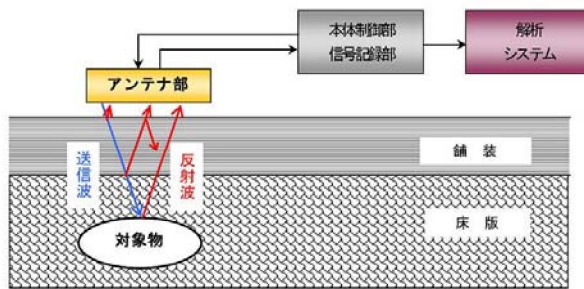 本体制御部
信号記録部
解析
システム
アンテナ部
送信波
反射波
舗装
床版
対象物